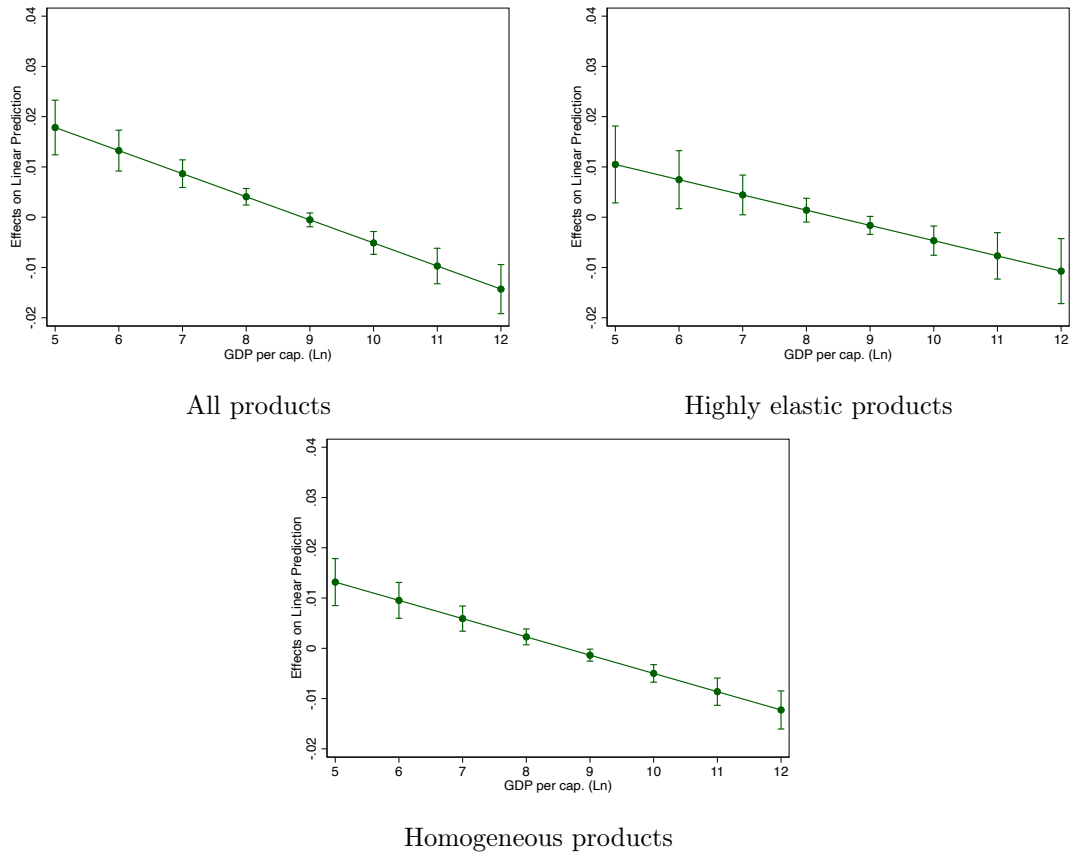 .04
.03
.02
.01
0
-.01
-.02
Effects on Linear Prediction
5 6 7 8 9 10 11 12
GDP per cap. (Ln)
All products
.04
.03
.02
.01
0
-.01
-.02
Effects on Linear Prediction
5 6 7 8 9 10 11 12
GDP per cap. (Ln)
Highly elastic products
.04
.03
.02
.01
0
-.01
-.02
Effects on Linear Prediction
5 6 7 8 9 10 11 12
GDP per cap. (Ln)
Homogeneous products